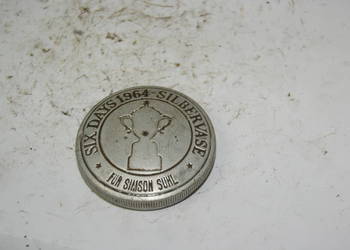 SIX DAYS 1964 - SILBERVASE
FÜR SIMSON SUHL